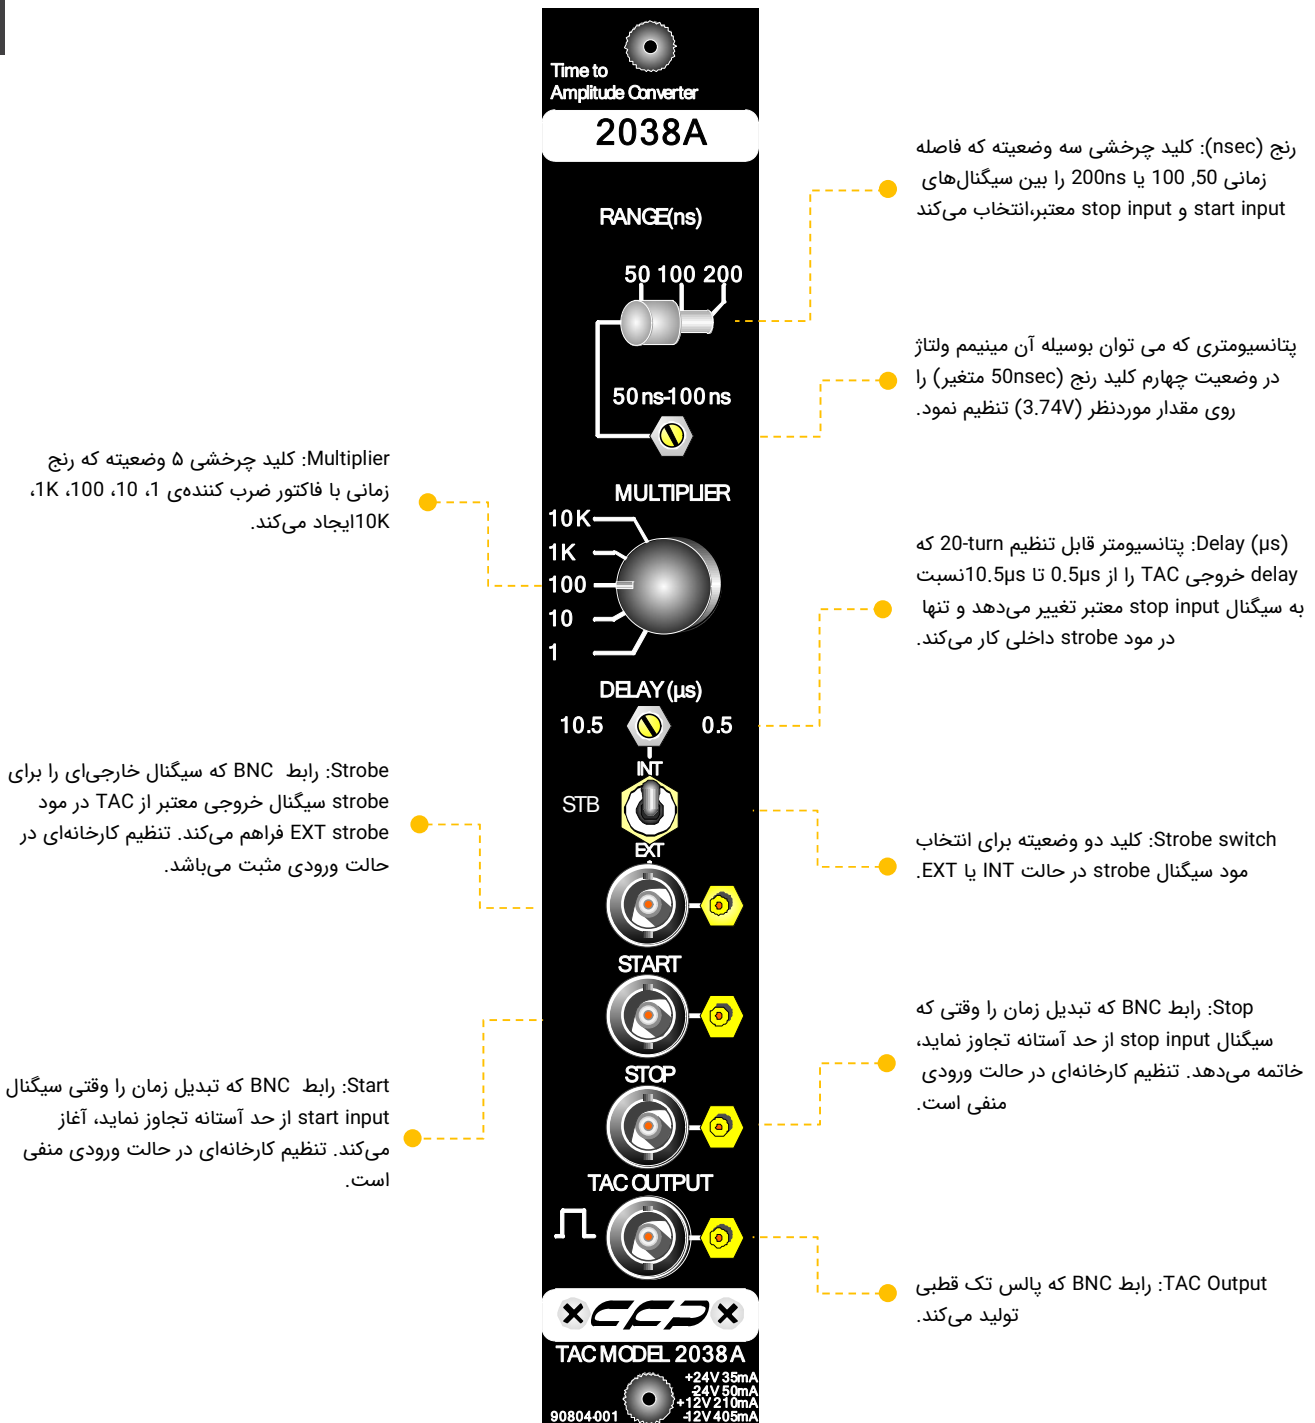 Time to
Amplitude Converter
2038A
RANGE(ns)
50 100 200
50 ns-100 ns
MULTIPLIER
10K
1K
100
10
1
DELAY (µs)
10.5 0.5
INT
STB
EXT
START
STOP
TAC OUTPUT
TAC MODEL 2038 A
+24V 35mA
-24V 50mA
+12V 210mA
-12V 405mA
90804-001
رنج (nsec): کلید چرخشی سه وضعیته که فاصله
زمانی 50, 100 یا 200ns را بین سیگنال‌های
start input و stop input معتبر،انتخاب می‌کند
پتانسیومتری که می توان بوسیله آن مینیمم ولتاژ
در وضعیت چهارم کلید رنج (50nsec متغیر) را
روی مقدار موردنظر (3.74V) تنظیم نمود.
Multiplier: کلید چرخشی ۵ وضعیته که رنج
زمانی با فاکتور ضرب کننده‌ی 1، 10، 100، 1K،
10Kایجاد می‌کند.
Delay (µs): پتانسیومتر قابل تنظیم 20-turn که
delay خروجی TAC را از 0.5µs تا 10.5µsنسبت
به سیگنال stop input معتبر تغییر می‌دهد و تنها
در مود strobe داخلی کار می‌کند.
Strobe: رابط BNC که سیگنال خارجی‌ای را برای
strobe سیگنال خروجی معتبر از TAC در مود
EXT strobe فراهم می‌کند. تنظیم کارخانه‌ای در
حالت ورودی مثبت می‌باشد.
Strobe switch: کلید دو وضعیته برای انتخاب
مود سیگنال strobe در حالت INT یا EXT.
Stop: رابط BNC که تبدیل زمان را وقتی که
سیگنال stop input از حد آستانه تجاوز نماید،
خاتمه می‌دهد. تنظیم کارخانه‌ای در حالت ورودی
منفی است.
Start: رابط BNC که تبدیل زمان را وقتی سیگنال
start input از حد آستانه تجاوز نماید، آغاز
می‌کند. تنظیم کارخانه‌ای در حالت ورودی منفی
است.
TAC Output: رابط BNC که پالس تک قطبی
تولید می‌کند.